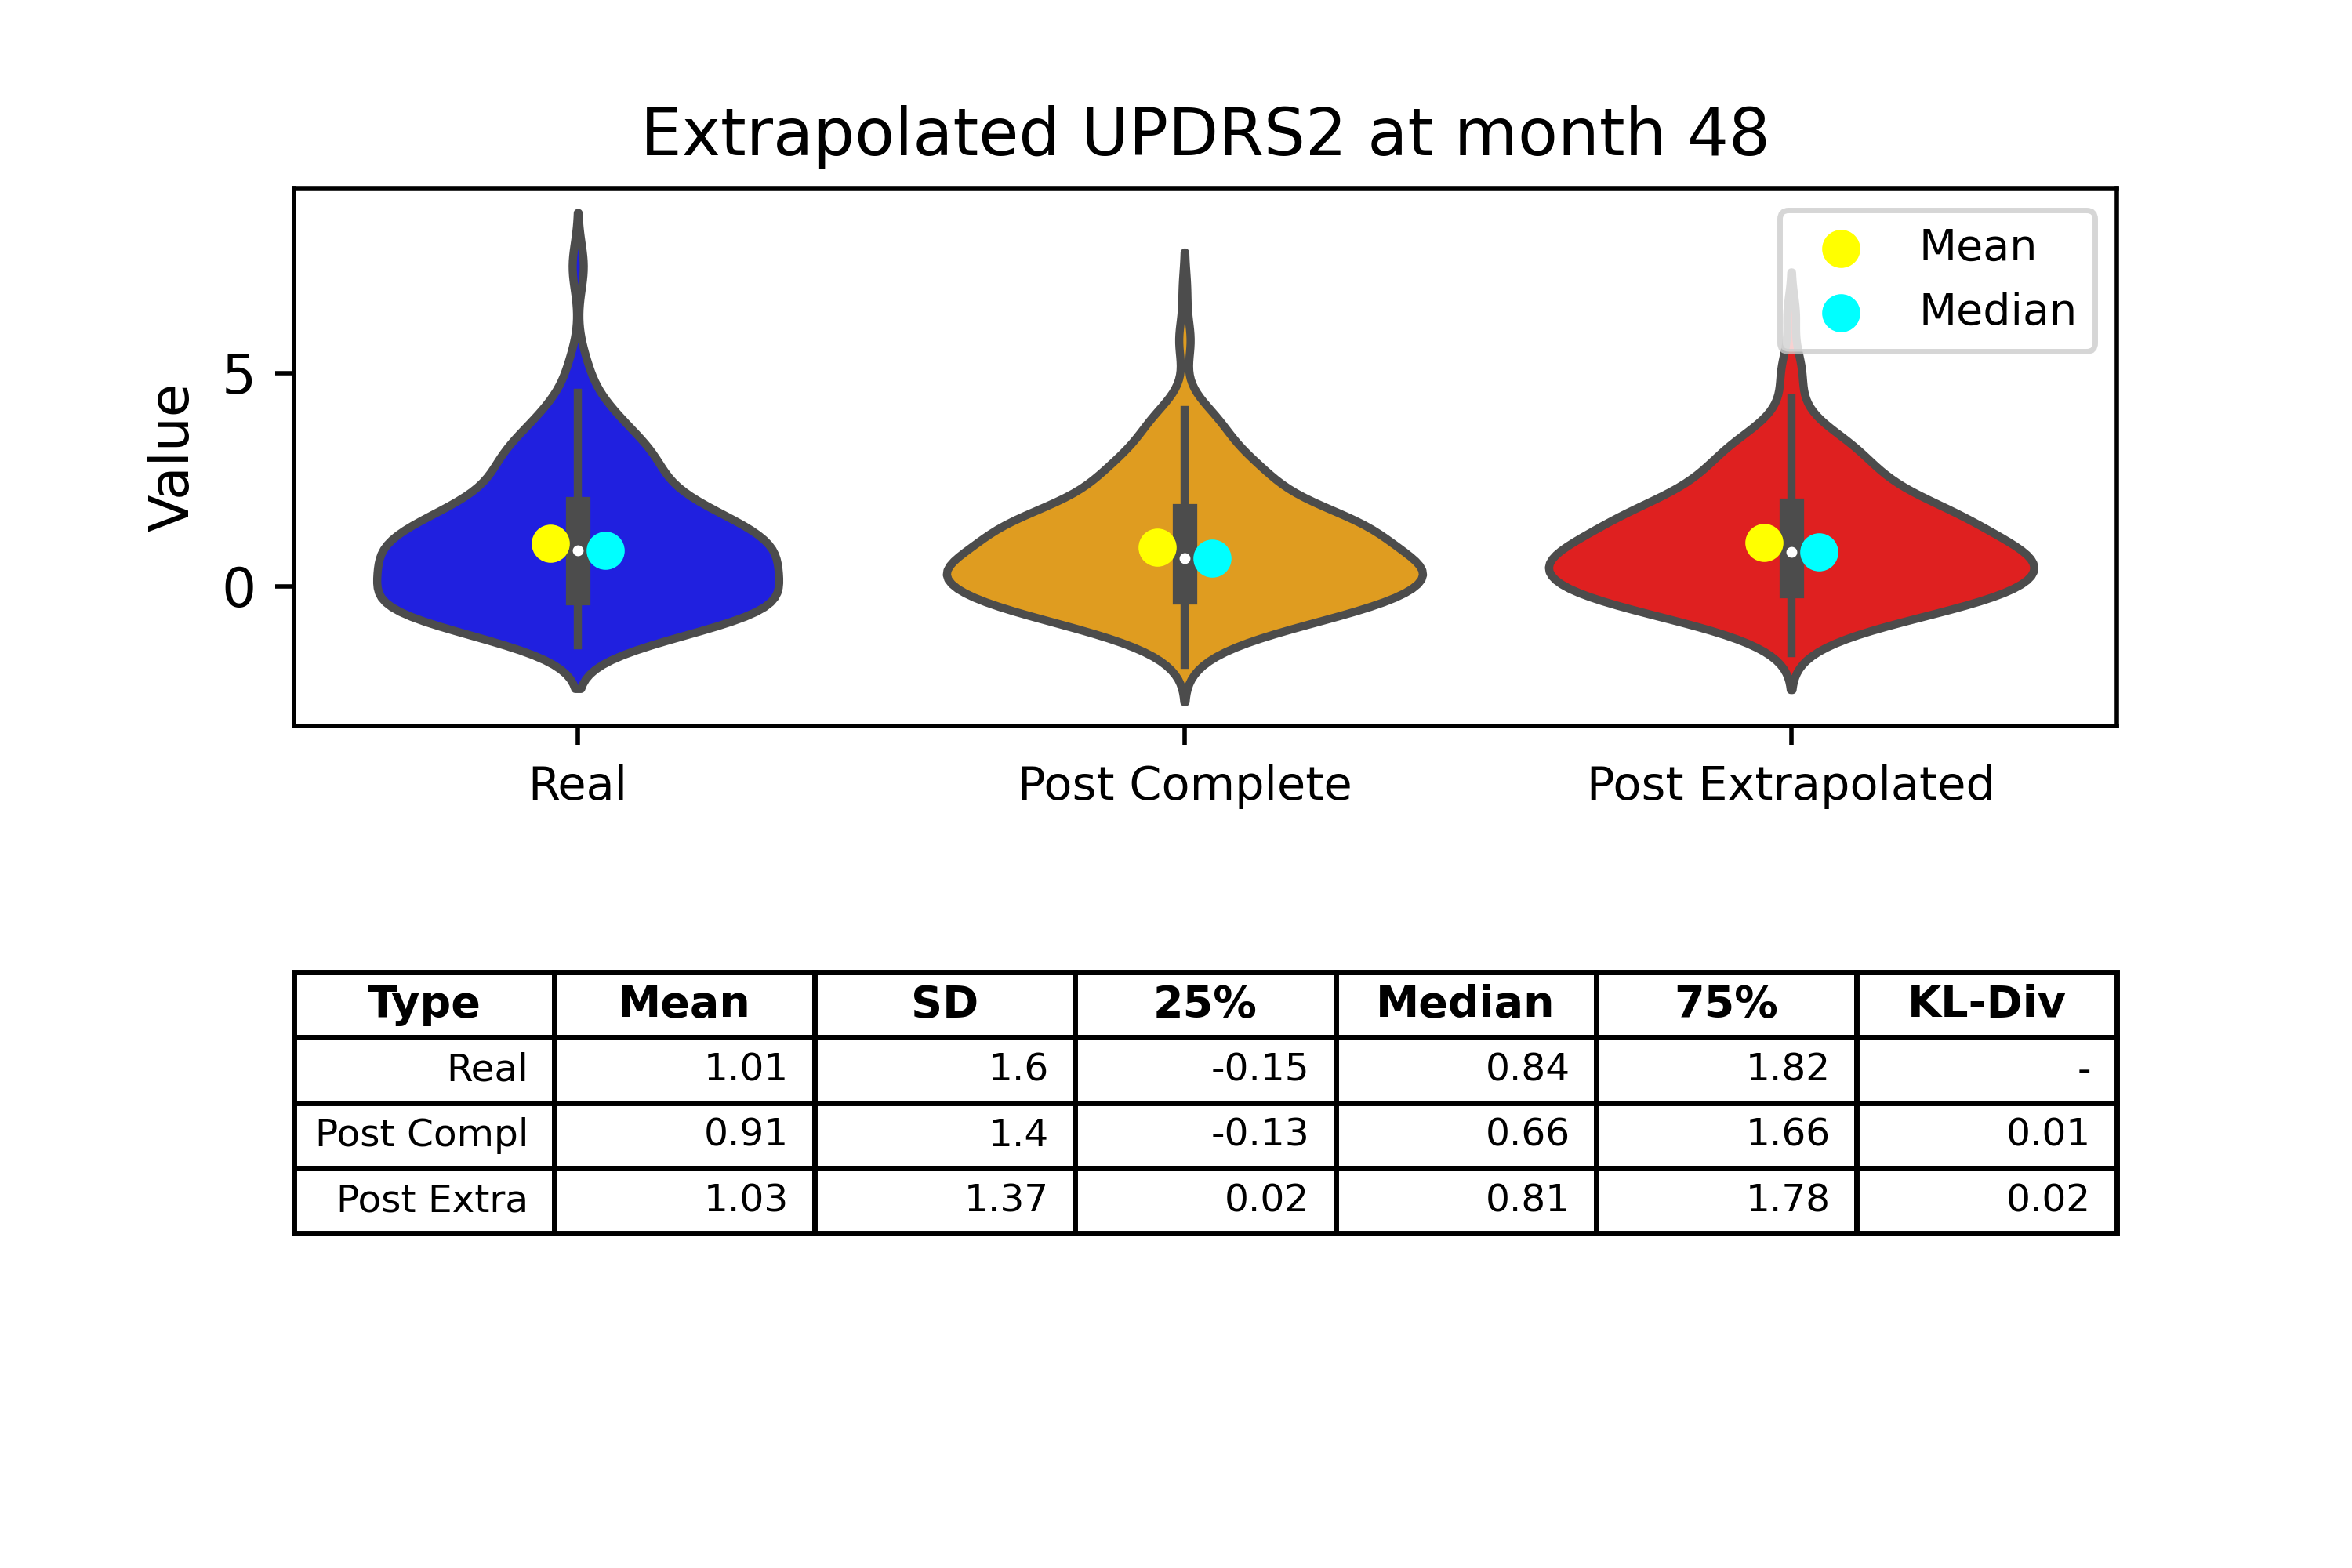 Extrapolated UPDRS2 at month 48
Mean
Median
5
0
Value
Real Post Complete Post Extrapolated
Type Mean SD 25% Median 75% KL-Div
Real 1.01 1.6 -0.15 0.84 1.82 -
Post Compl 0.91 1.4 -0.13 0.66 1.66 0.01
Post Extra 1.03 1.37 0.02 0.81 1.78 0.02